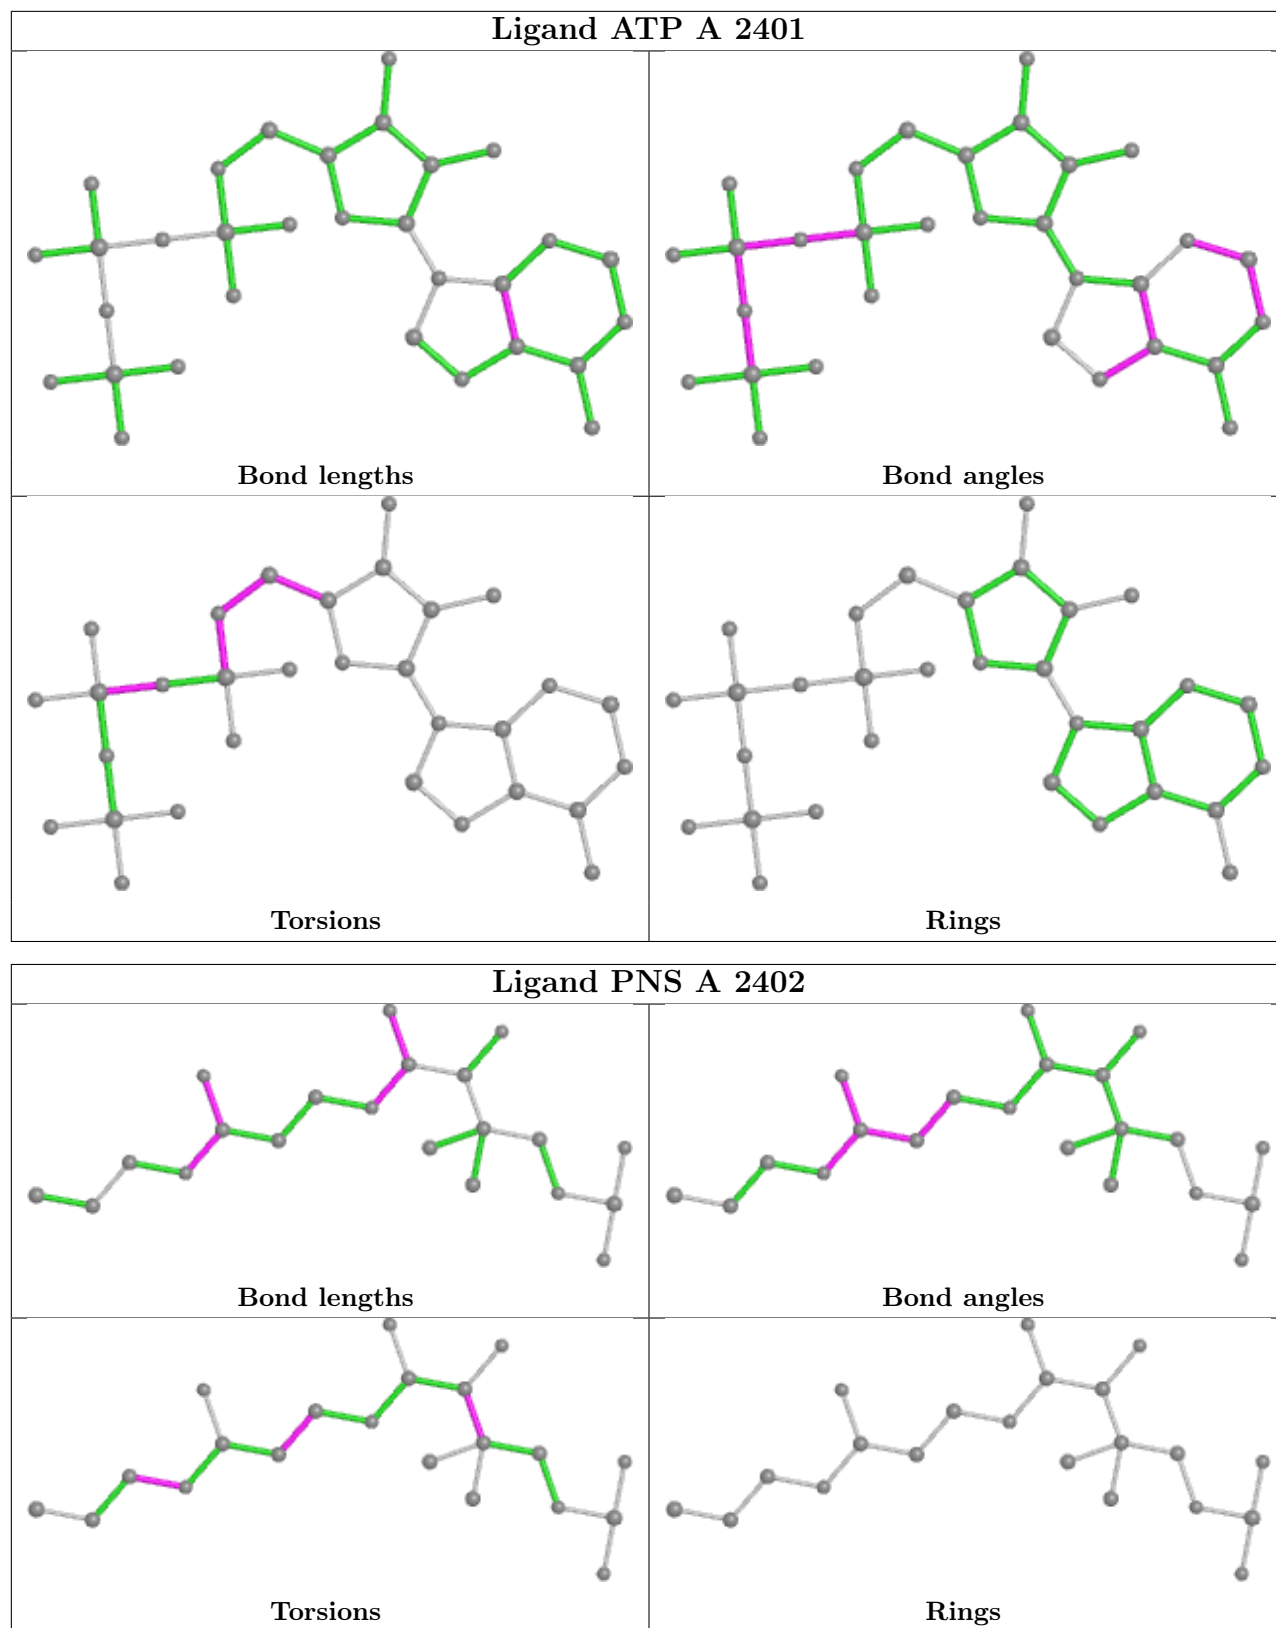 Ligand ATP A 2401
Bond lengths
Bond angles
Torsions
Rings
Ligand PNS A 2402
Bond lengths
Bond angles
Torsions
Rings